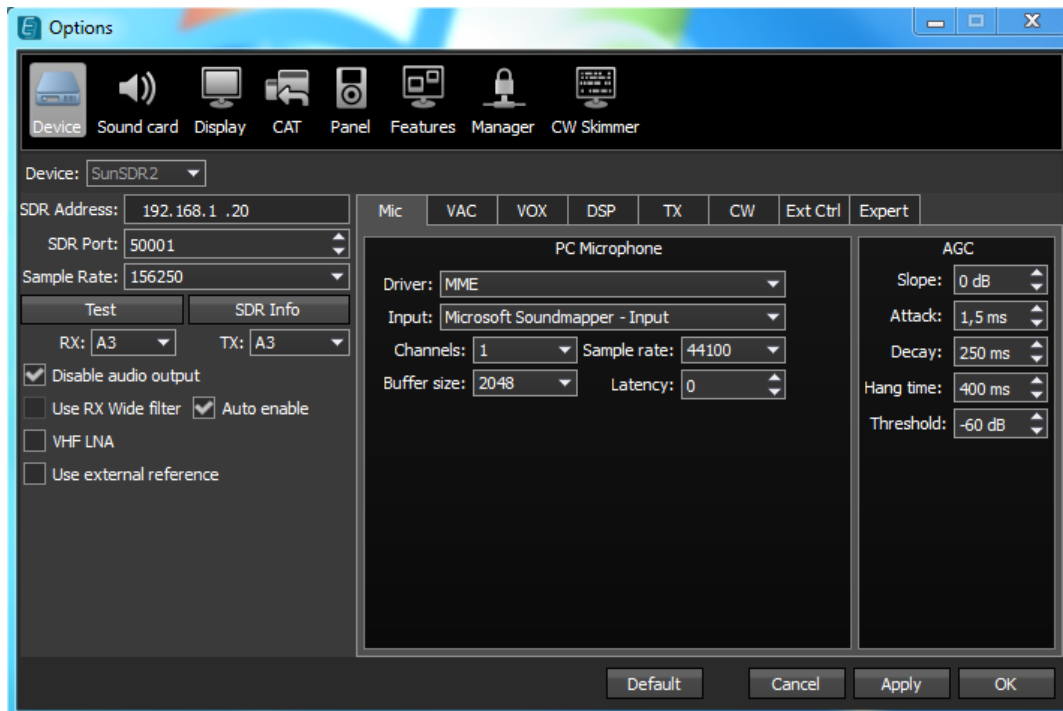 Options
Device Sound card Display CAT Panel Features Manager CW Skimmer
Device: SunSDR2
SDR Address: 192.168.1 .20
SDR Port: 50001
Sample Rate: 156250
Test SDR Info
RX: A3 TX: A3
Disable audio output
Use RX Wide filter Auto enable
VHF LNA
Use external reference
Mic VAC VOX DSP TX CW Ext Ctrl Expert
PC Microphone
Driver: MME
Input: Microsoft Soundmapper - Input
Channels: 1 Sample rate: 44100
Buffer size: 2048 Latency: 0
AGC
Slope: 0 dB
Attack: 1,5 ms
Decay: 250 ms
Hang time: 400 ms
Threshold: -60 dB
Default Cancel Apply OK